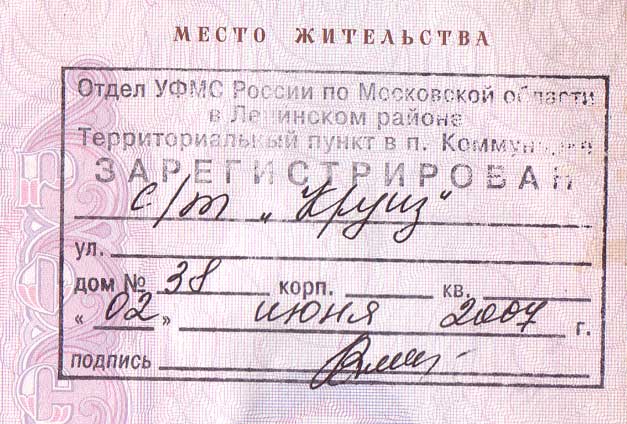 МЕСТО ЖИТЕЛЬСТВА
Отдел УФМС России по Московской области
в Ленинском районе
Территориальный пункт в п. Коммунарка
ЗАРЕГИСТРИРОВАН
с/т „Круиз“
ул.
дом № 38 корп. кв.
« 02 » июня 2007 г.
подпись